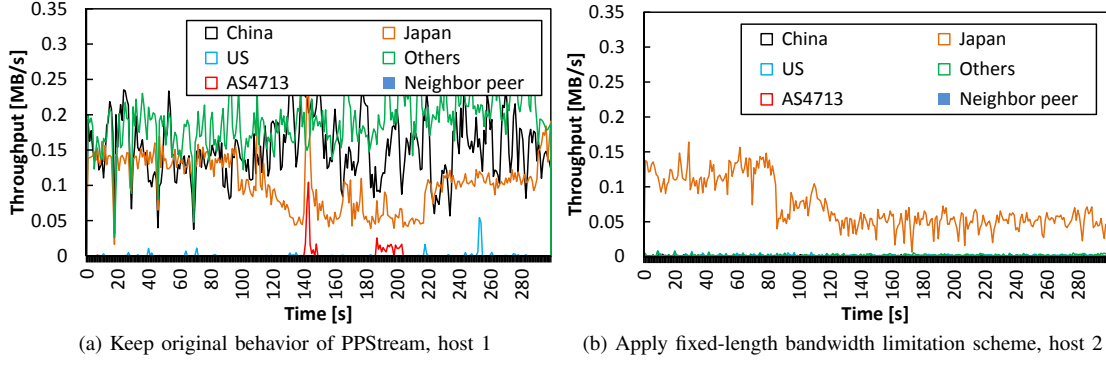 0.35
0.3
0.25
0.2
0.15
0.1
0.05
0
Throughput [MB/s]
China Japan
US Others
AS4713 Neighbor peer
0 20 40 60 80 100 120 140 160 180 200 220 240 260 280
Time [s]
(a) Keep original behavior of PPStream, host 1
0.35
0.3
0.25
0.2
0.15
0.1
0.05
0
Throughput [MB/s]
China Japan
US Others
AS4713 Neighbor peer
0 20 40 60 80 100 120 140 160 180 200 220 240 260 280
Time [s]
(b) Apply fixed-length bandwidth limitation scheme, host 2